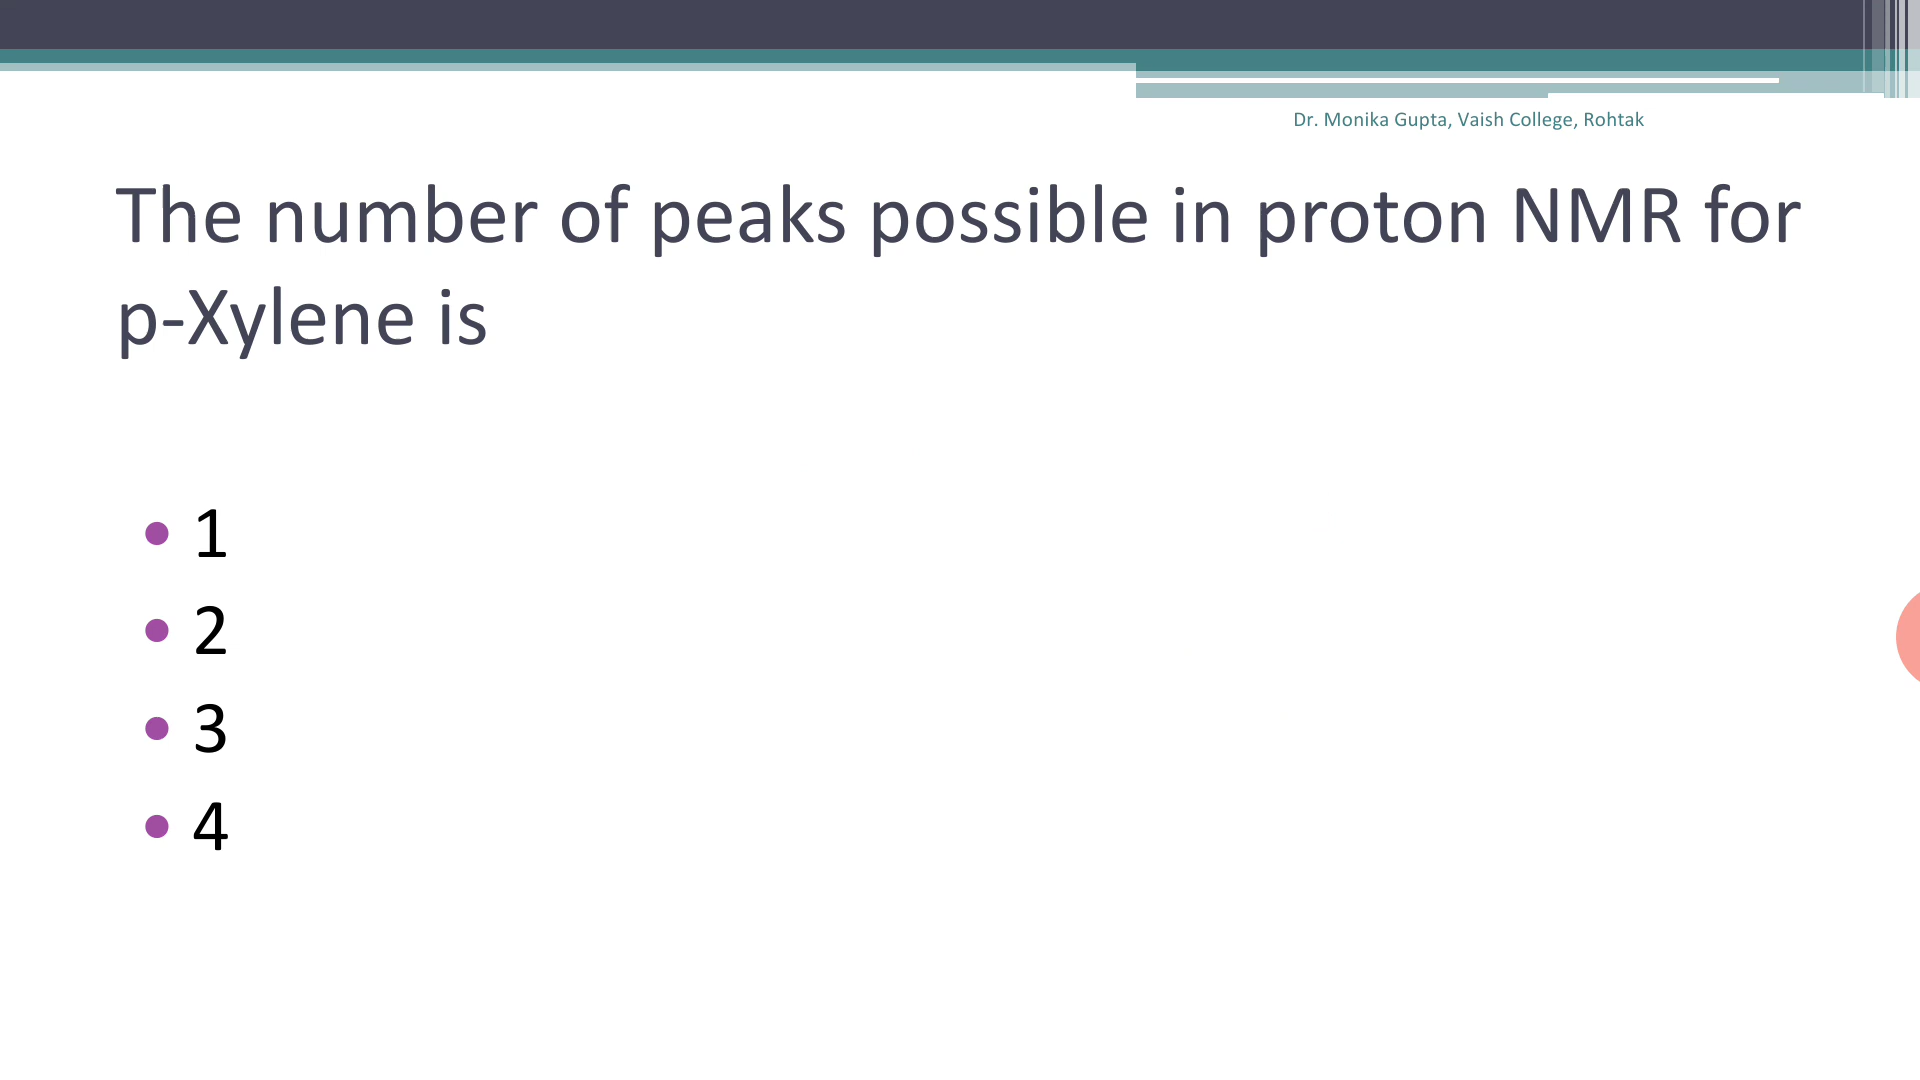 Dr. Monika Gupta, Vaish College, Rohtak
The number of peaks possible in proton NMR for
p-Xylene is
• 1
• 2
• 3
• 4